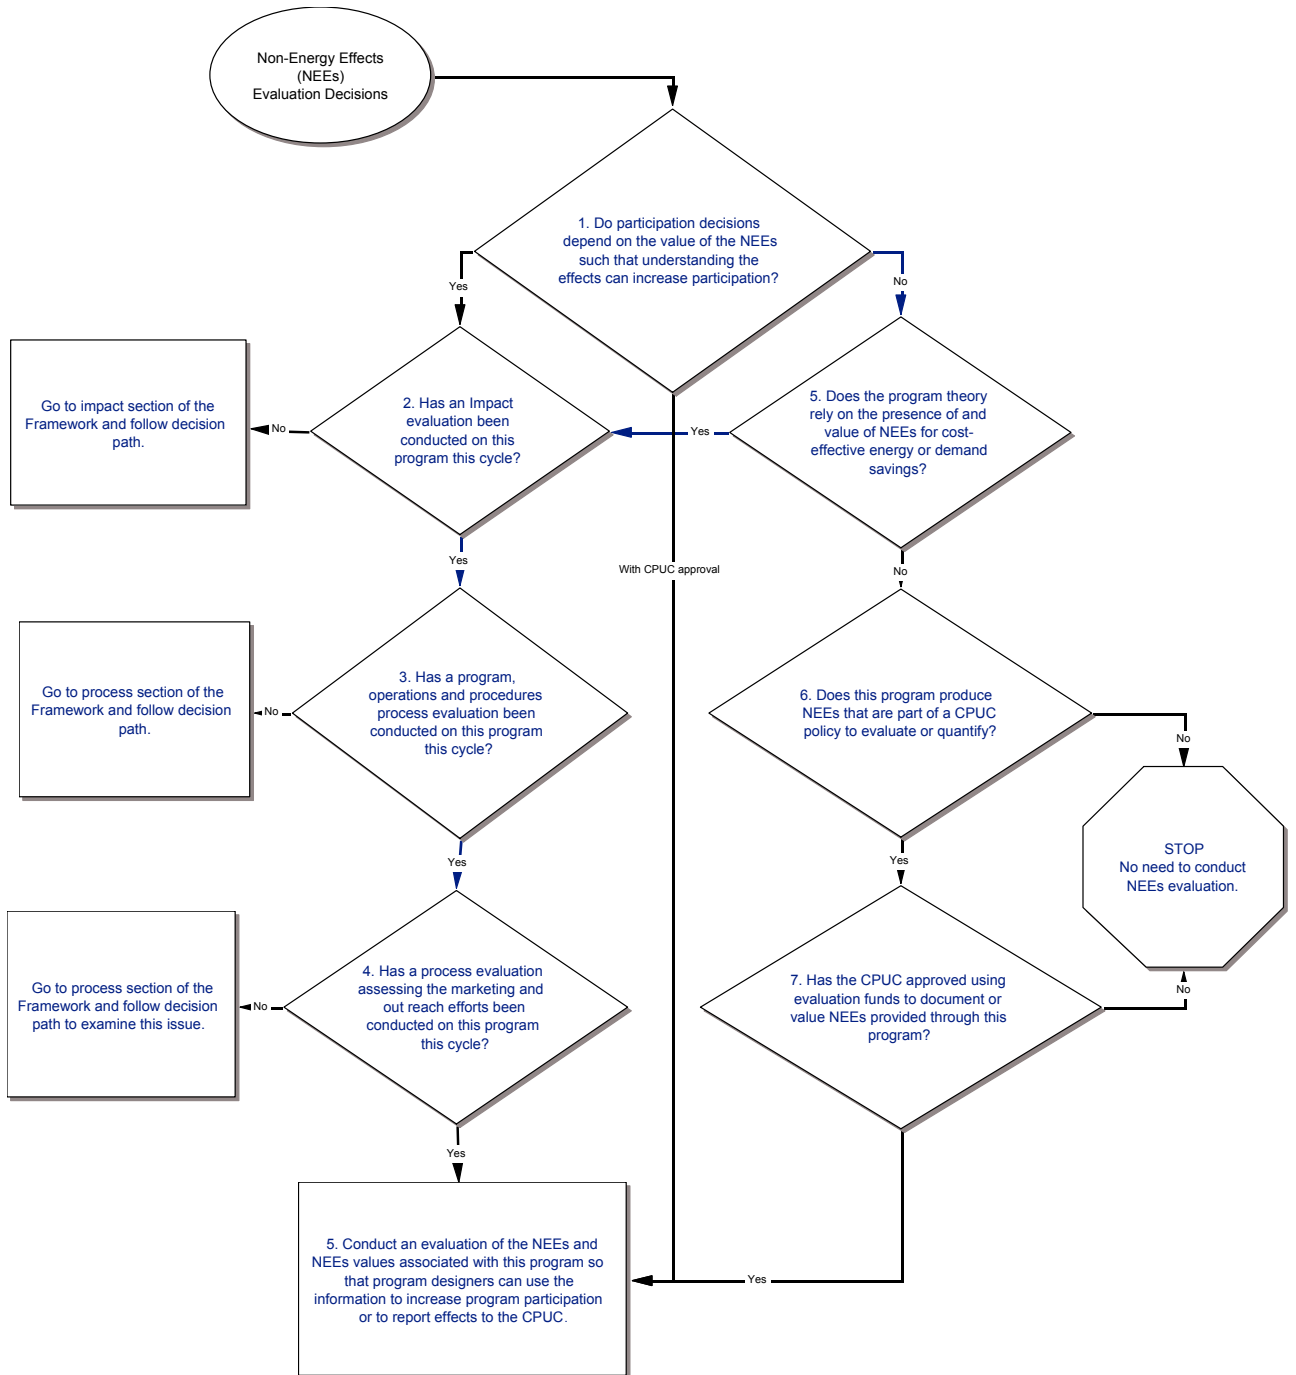 Non-Energy Effects
(NEEs)
Evaluation Decisions
1. Do participation decisions
depend on the value of the NEEs
such that understanding the
effects can increase participation?
Yes
No
Go to impact section of the
Framework and follow decision
path.
No
2. Has an Impact
evaluation been
conducted on this
program this cycle?
Yes
5. Does the program theory
rely on the presence of and
value of NEEs for cost-
effective energy or demand
savings?
Yes
With CPUC approval
No
Go to process section of the
Framework and follow decision
path.
No
3. Has a program,
operations and procedures
process evaluation been
conducted on this program
this cycle?
6. Does this program produce
NEEs that are part of a CPUC
policy to evaluate or quantify?
No
Yes
Yes
STOP
No need to conduct
NEEs evaluation.
Go to process section of the
Framework and follow decision
path to examine this issue.
No
4. Has a process evaluation
assessing the marketing and
out reach efforts been
conducted on this program
this cycle?
7. Has the CPUC approved using
evaluation funds to document or
value NEEs provided through this
program?
No
Yes
5. Conduct an evaluation of the NEEs and
NEEs values associated with this program so
that program designers can use the
information to increase program participation
or to report effects to the CPUC.
Yes